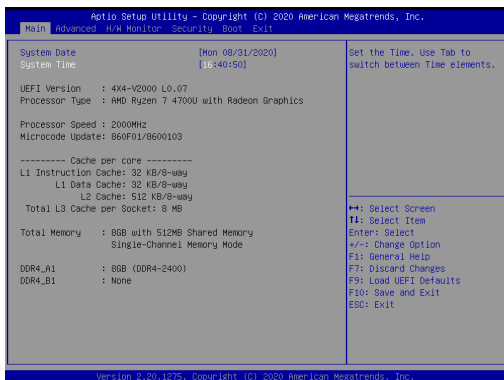 Aptio Setup Utility – Copyright (C) 2020 American Megatrends, Inc.
Main Advanced H/W Monitor Security Boot Exit
System Date [Mon 08/31/2020]
System Time [16:40:50]
UEFI Version : 4X4-V2000 L0.07
Processor Type : AMD Ryzen 7 4700U with Radeon Graphics
Processor Speed : 2000MHz
Microcode Update: 860F01/8600103
--------- Cache per core ---------
L1 Instruction Cache: 32 KB/8-way
L1 Data Cache: 32 KB/8-way
L2 Cache: 512 KB/8-way
Total L3 Cache per Socket: 8 MB
Total Memory : 8GB with 512MB Shared Memory
Single-Channel Memory Mode
DDR4_A1 : 8GB (DDR4-2400)
DDR4_B1 : None
Set the Time. Use Tab to
switch between Time elements.
↔: Select Screen
↑↓: Select Item
Enter: Select
+/-: Change Option
F1: General Help
F7: Discard Changes
F9: Load UEFI Defaults
F10: Save and Exit
ESC: Exit
Version 2.20.1275. Copyright (C) 2020 American Megatrends, Inc.